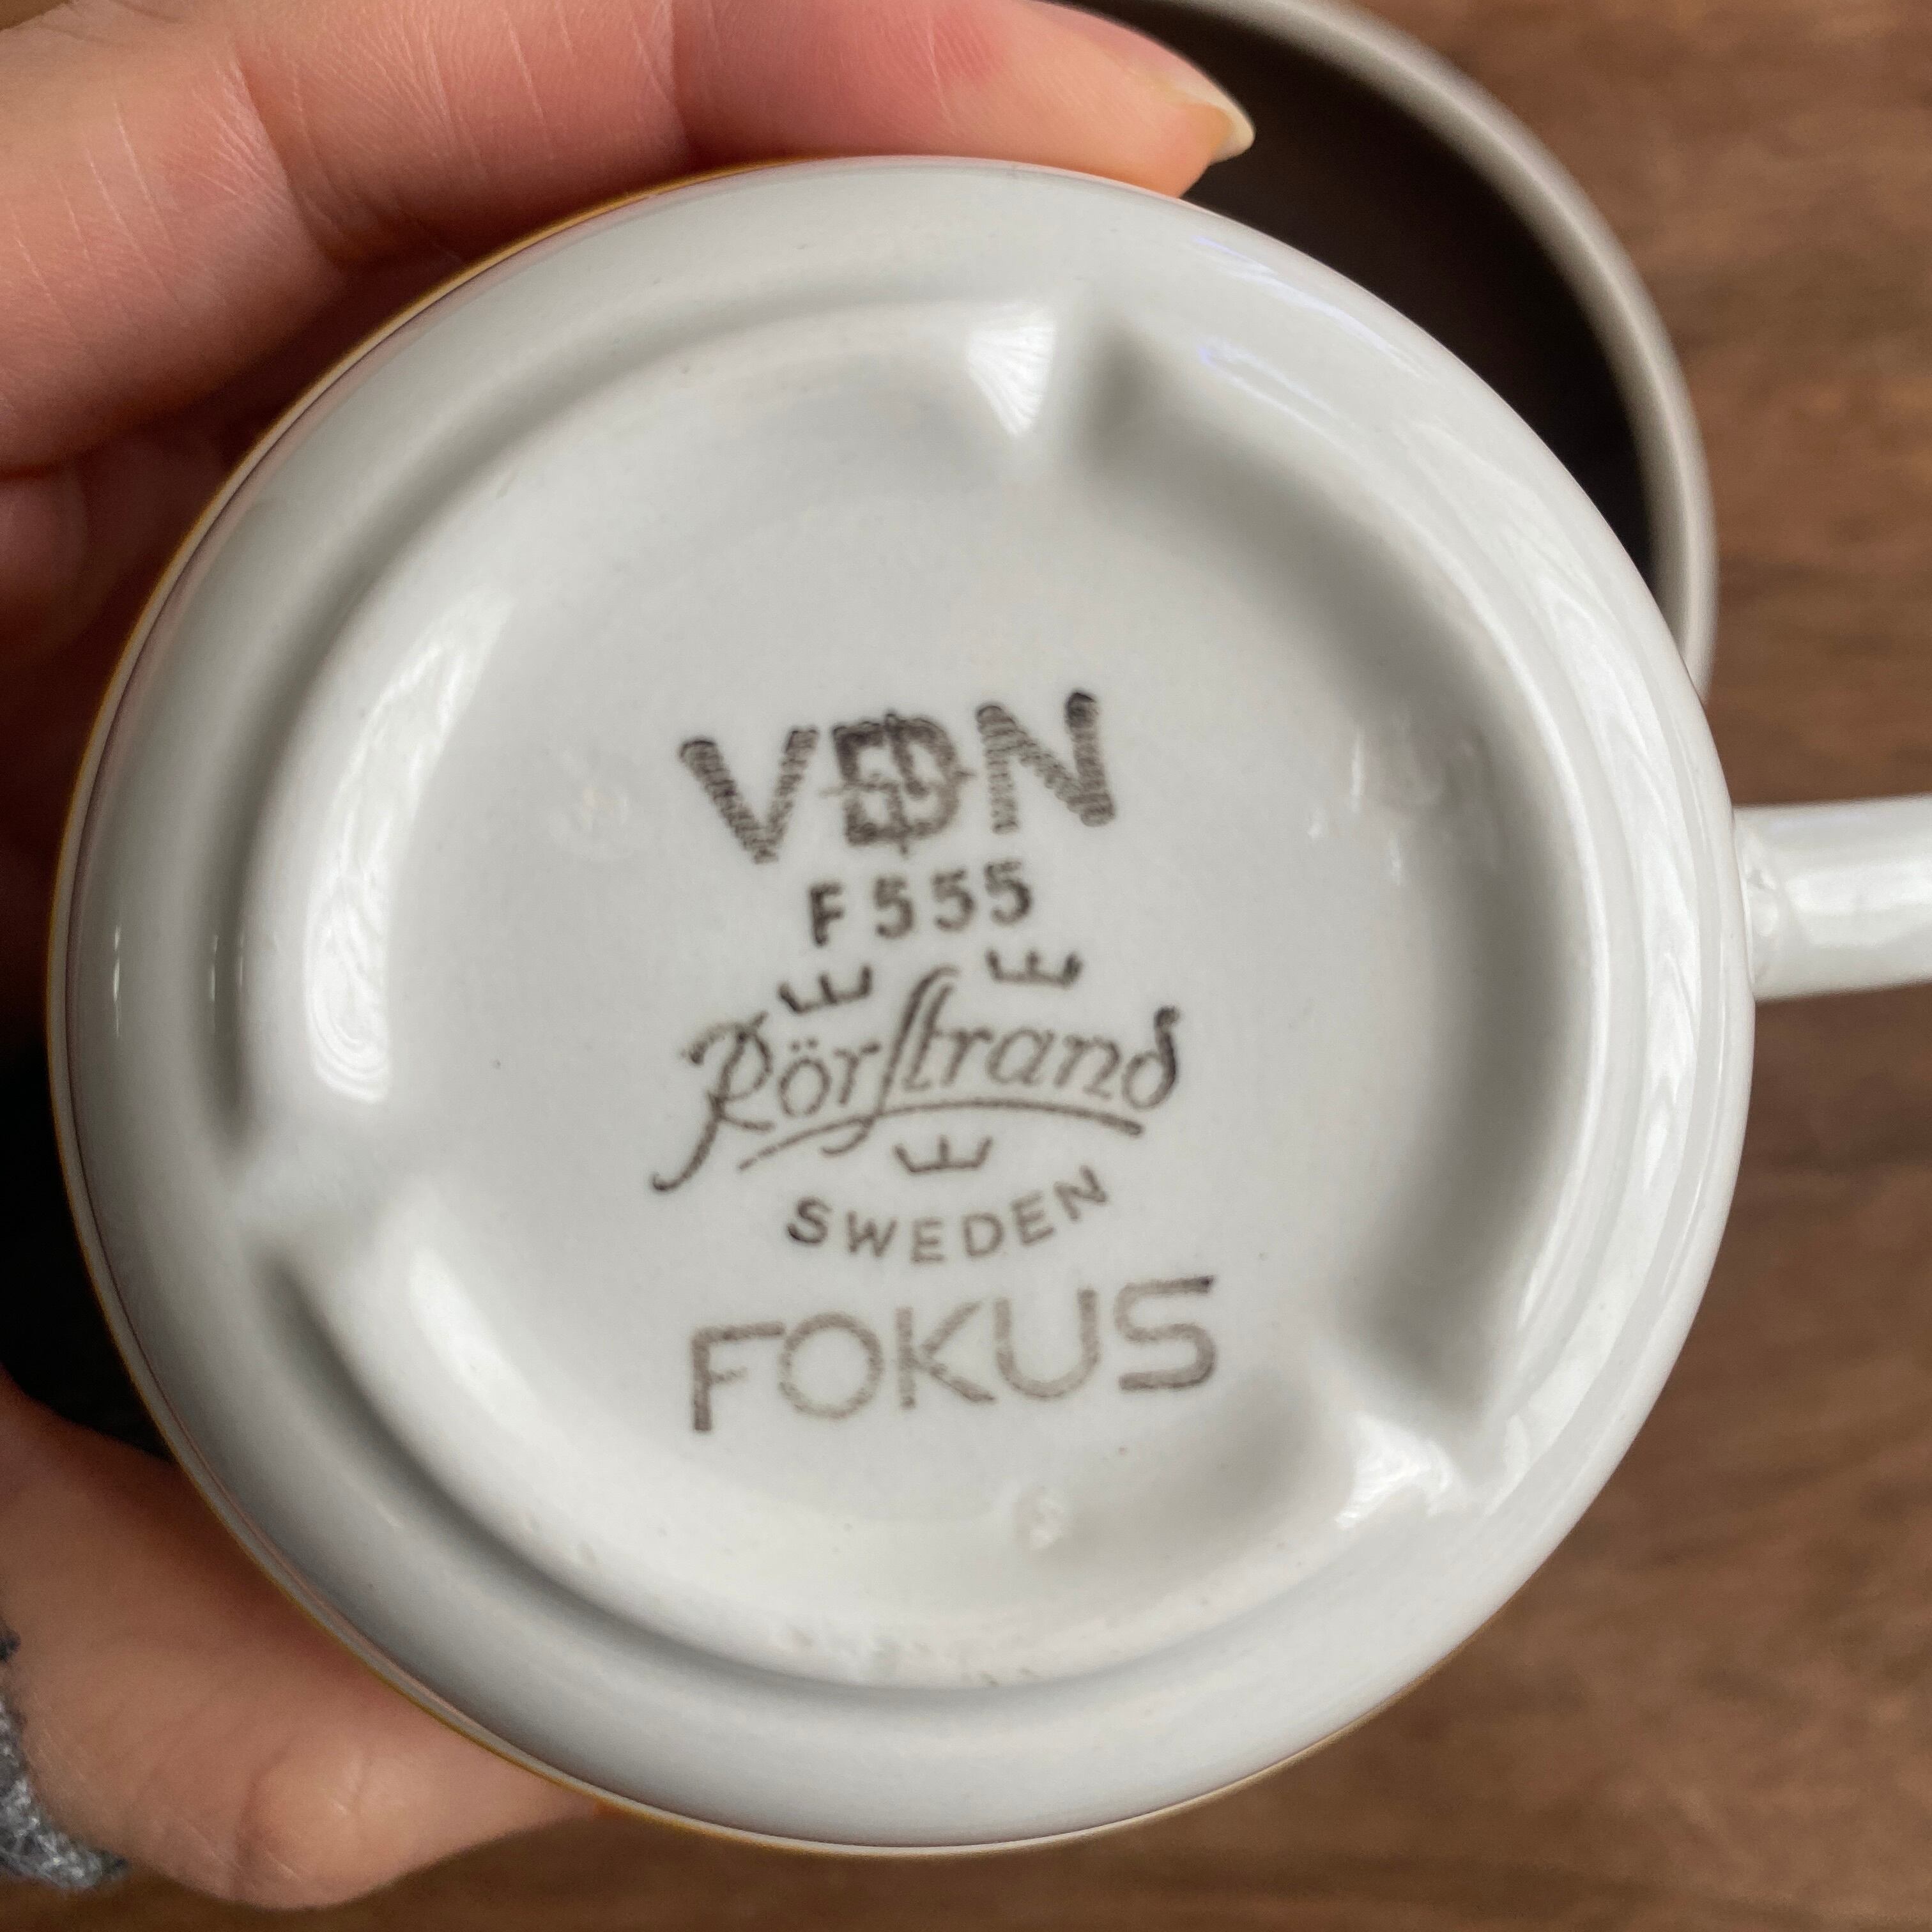 VDN
F555
Rörstrand
SWEDEN
FOKUS